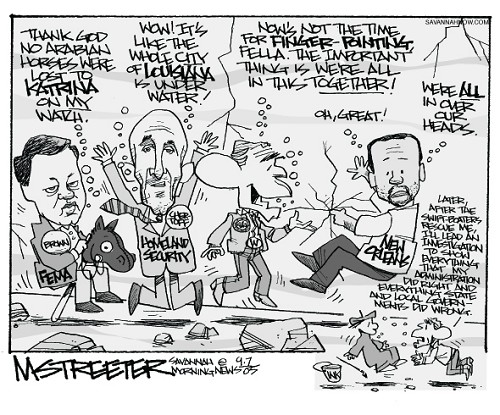 SAVANNAHNOW.COM
THANK GOD
NO ARABIAN
HORSES WERE
LOST TO
KATRINA
ON MY
WATCH.
WOW! IT'S
LIKE THE
WHOLE CITY
OF LOUISIANA
IS UNDER
WATER!
NOW'S NOT THE TIME
FOR FINGER-POINTING,
FELLA. THE IMPORTANT
THING IS WE'RE ALL
IN THIS TOGETHER!
OH, GREAT!
WE'RE ALL
IN OVER
OUR
HEADS.
BROWN
FEMA
HOMELAND
SECURITY
W
NEW
ORLEANS
LATER,
AFTER THE
SWIFT-BOATERS
RESCUE ME,
I'LL LEAD AN
INVESTIGATION
TO SHOW
EVERYTHING
THAT MY
ADMINISTRATION
DID RIGHT AND
EVERYTHING STATE
AND LOCAL GOVERN-
MENTS DID WRONG.
MSTREETER
SAVANNAH © 9.7
MORNING NEWS 05
INK